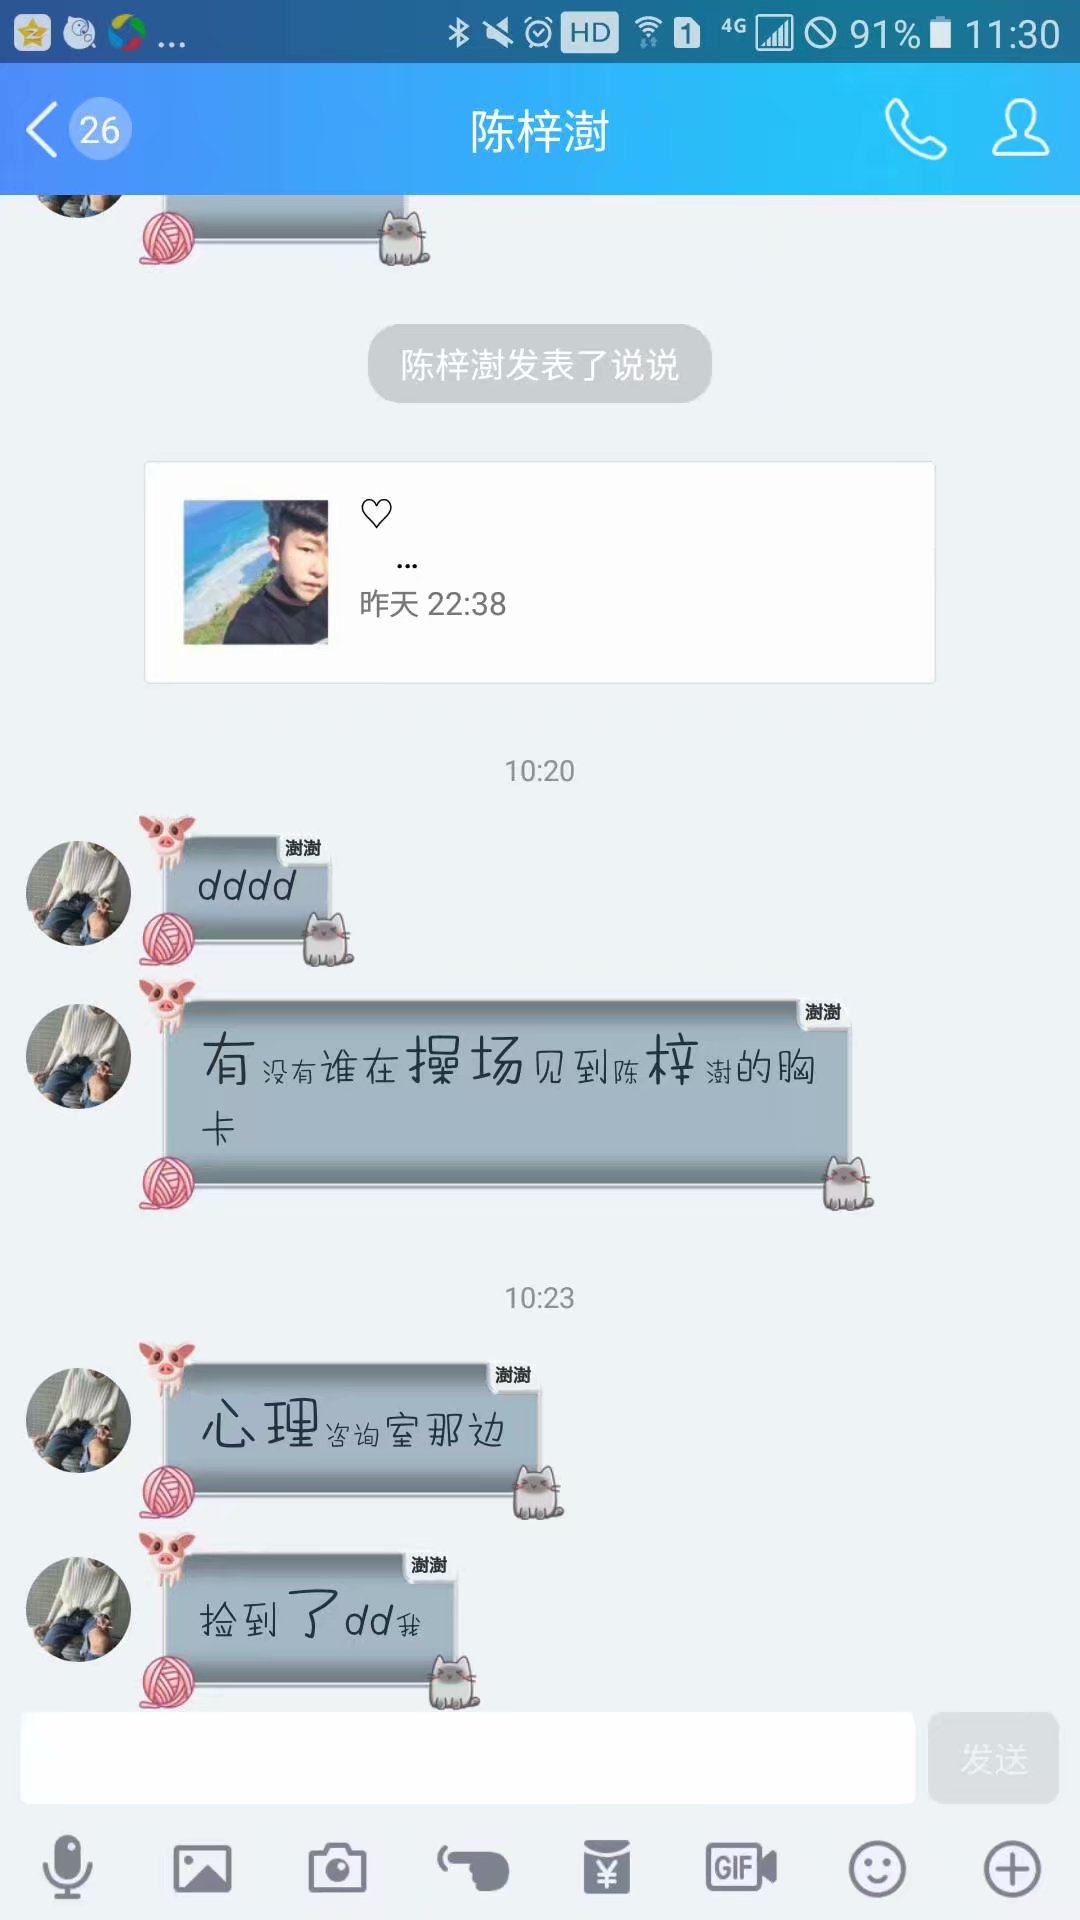 HD 1 4G 91% 11:30
26 陈梓澍
陈梓澍发表了说说
♡
...
昨天 22:38
10:20
澍澍
dddd
澍澍
有没有谁在操场见到陈梓澍的胸
卡
10:23
澍澍
心理咨询室那边
澍澍
捡到了dd我
发送
GIF